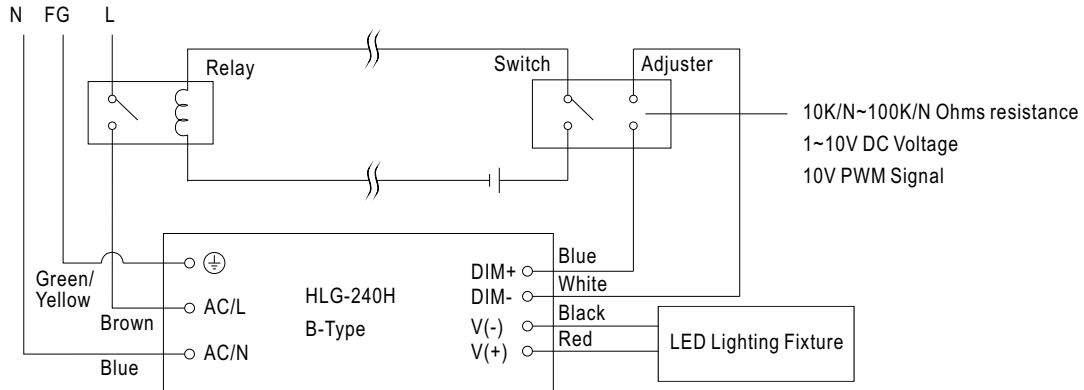 N FG L
Relay
Switch
Adjuster
10K/N~100K/N Ohms resistance
1~10V DC Voltage
10V PWM Signal
Green/
Yellow
Brown
Blue
AC/L
AC/N
HLG-240H
B-Type
DIM+
DIM-
V(-)
V(+)
Blue
White
Black
Red
LED Lighting Fixture